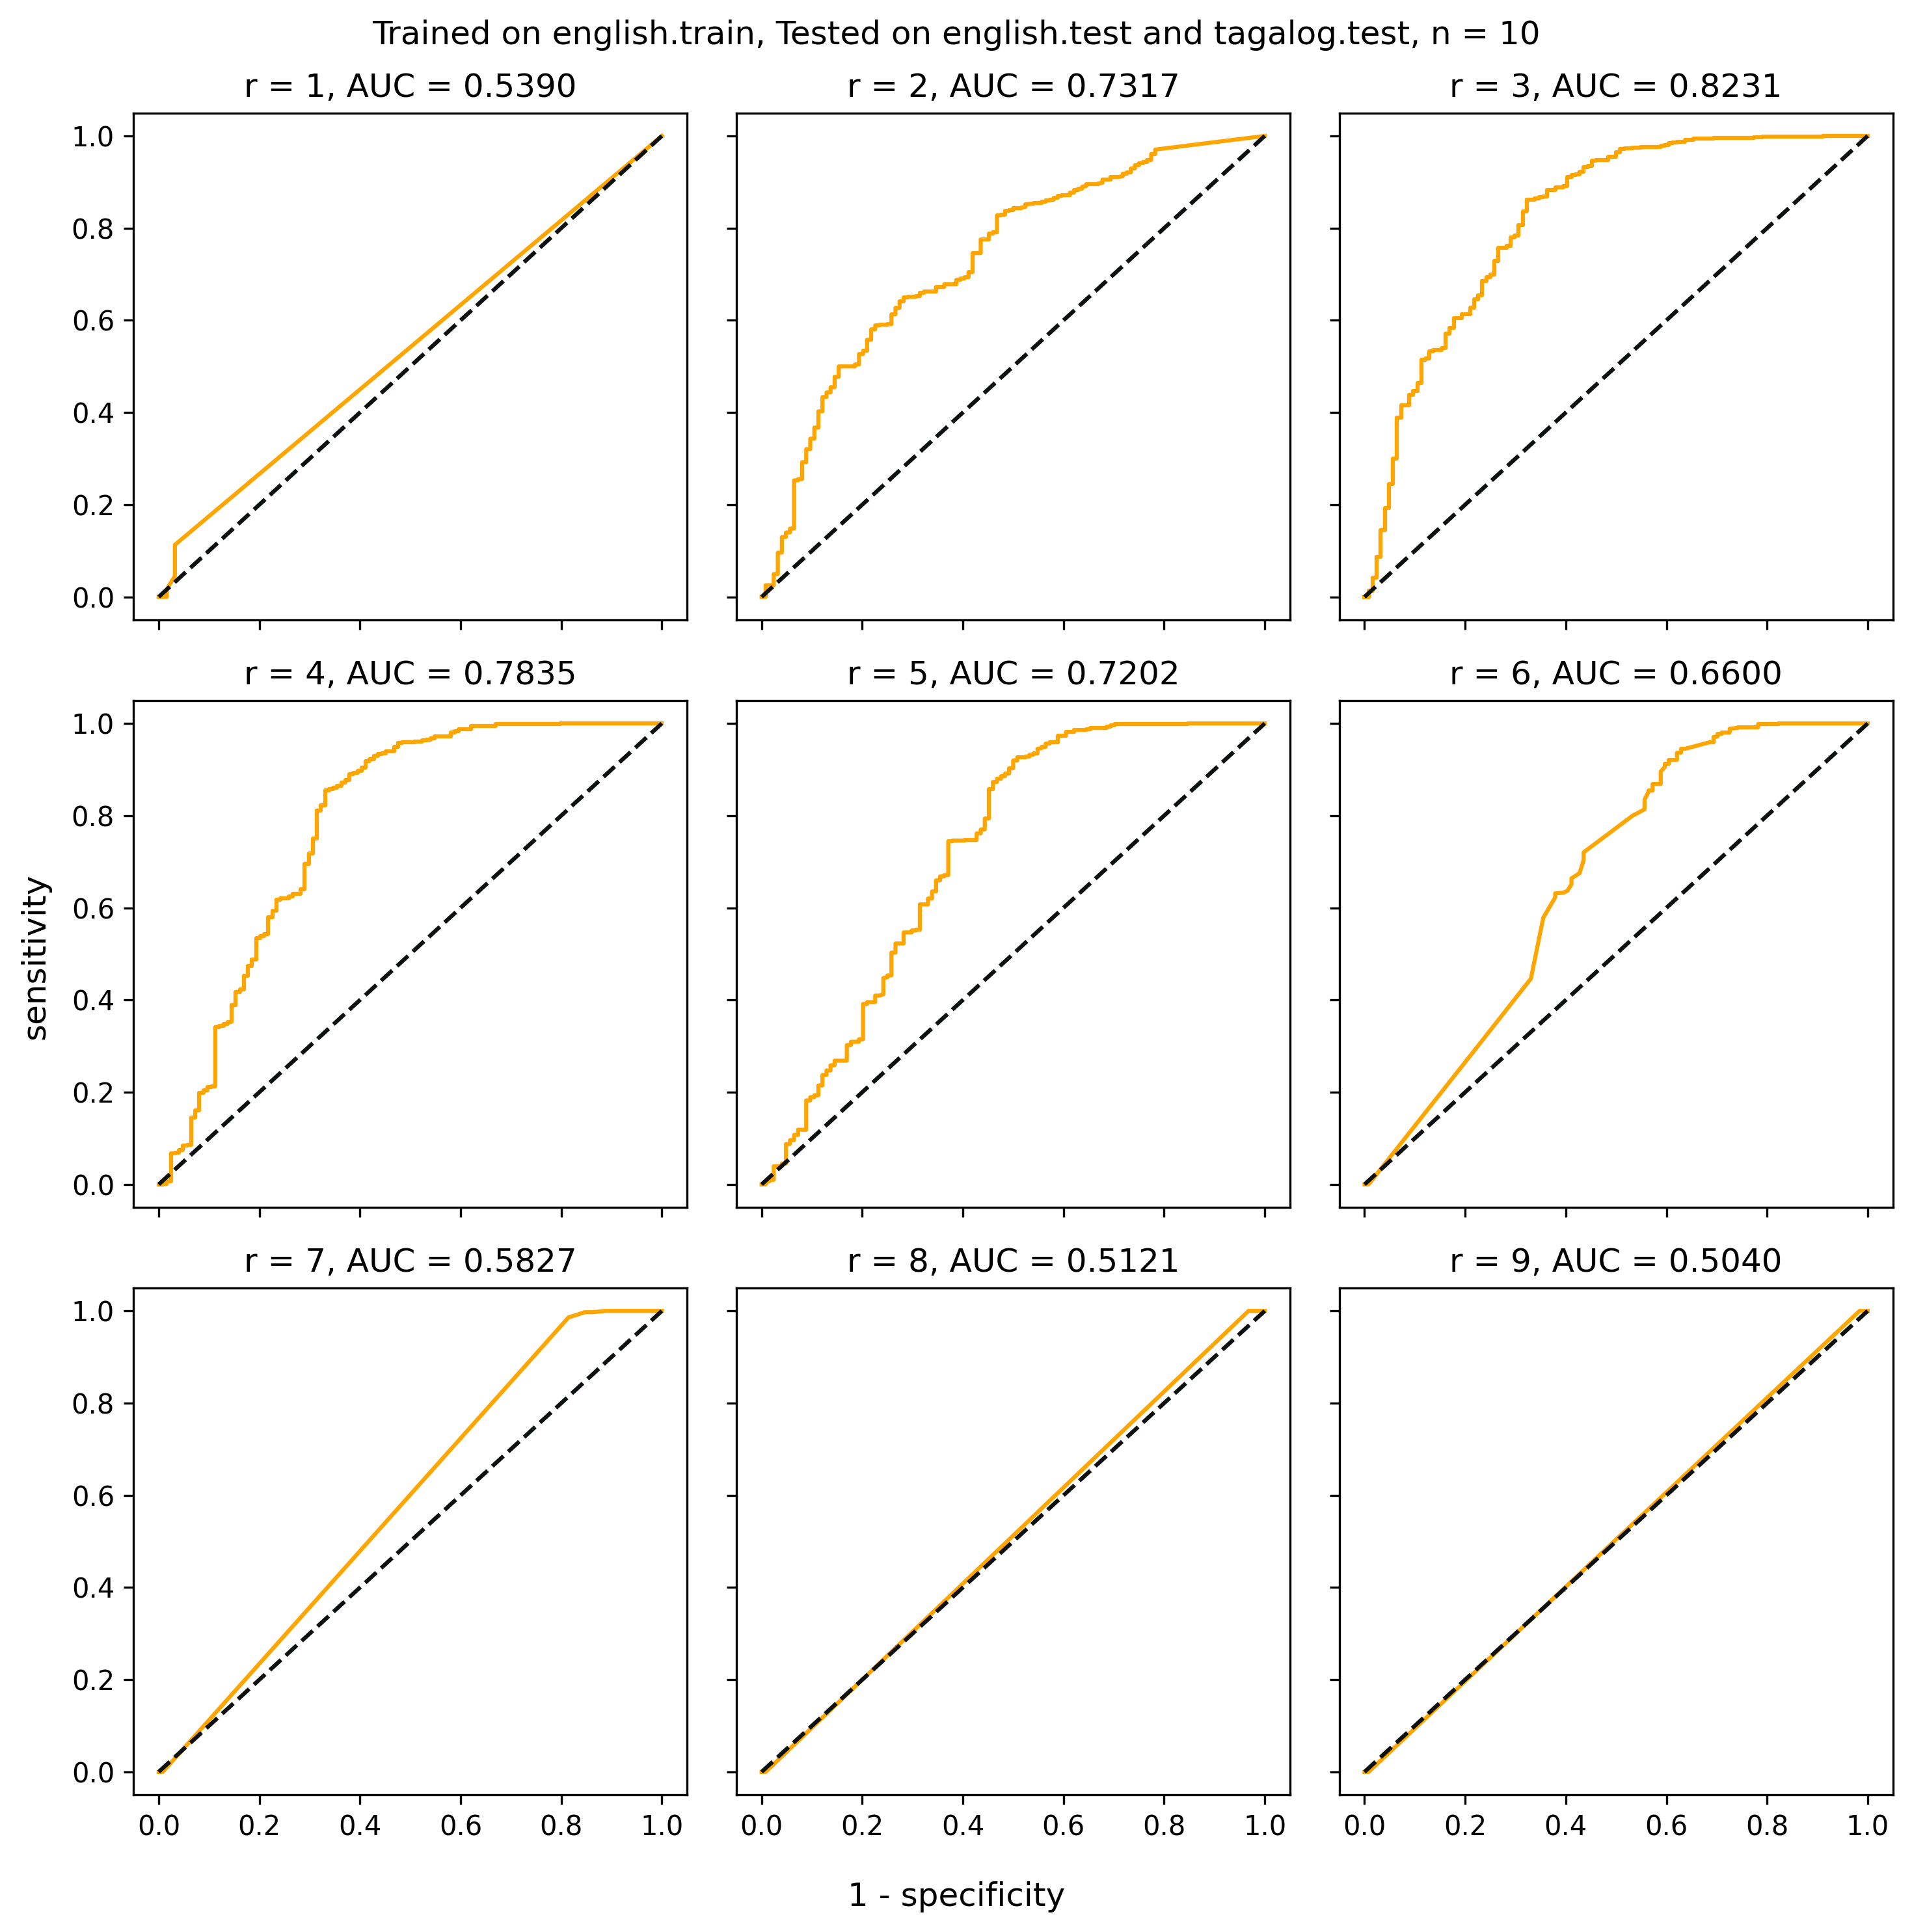 Trained on english.train, Tested on english.test and tagalog.test, n = 10
r = 1, AUC = 0.5390
r = 2, AUC = 0.7317
r = 3, AUC = 0.8231
1.0
0.8
0.6
0.4
0.2
0.0
r = 4, AUC = 0.7835
r = 5, AUC = 0.7202
r = 6, AUC = 0.6600
1.0
0.8
0.6
0.4
0.2
0.0
sensitivity
r = 7, AUC = 0.5827
r = 8, AUC = 0.5121
r = 9, AUC = 0.5040
1.0
0.8
0.6
0.4
0.2
0.0
0.0 0.2 0.4 0.6 0.8 1.0
0.0 0.2 0.4 0.6 0.8 1.0
0.0 0.2 0.4 0.6 0.8 1.0
1 - specificity